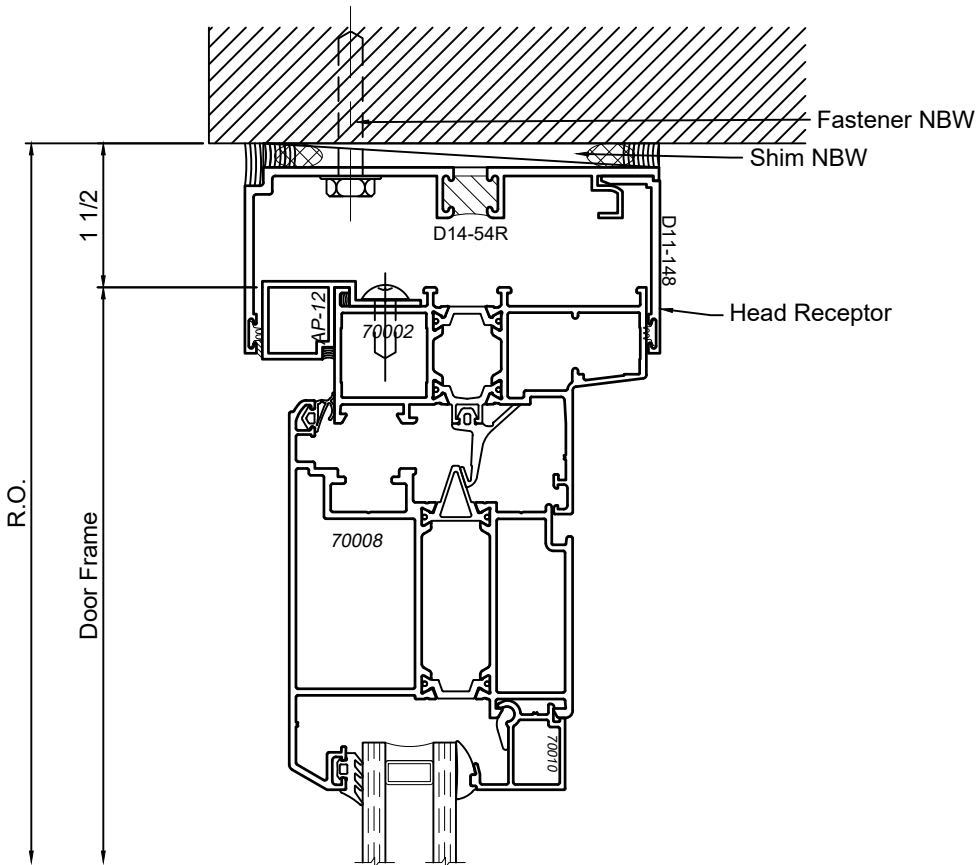 Fastener NBW
Shim NBW
1 1/2
D14-54R
D11-148
AP-12
70002
Head Receptor
R.O.
Door Frame
70008
70010